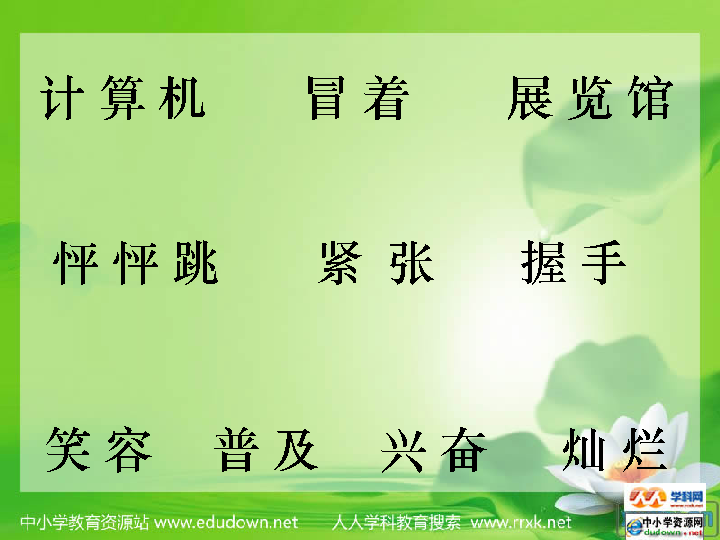 计算机 冒着 展览馆
怦怦跳 紧张 握手
笑容 普及 兴奋 灿烂
中小学教育资源站 www.edudown.net 人人学科教育搜索 www.rrxk.net
学科网
中小学资源网